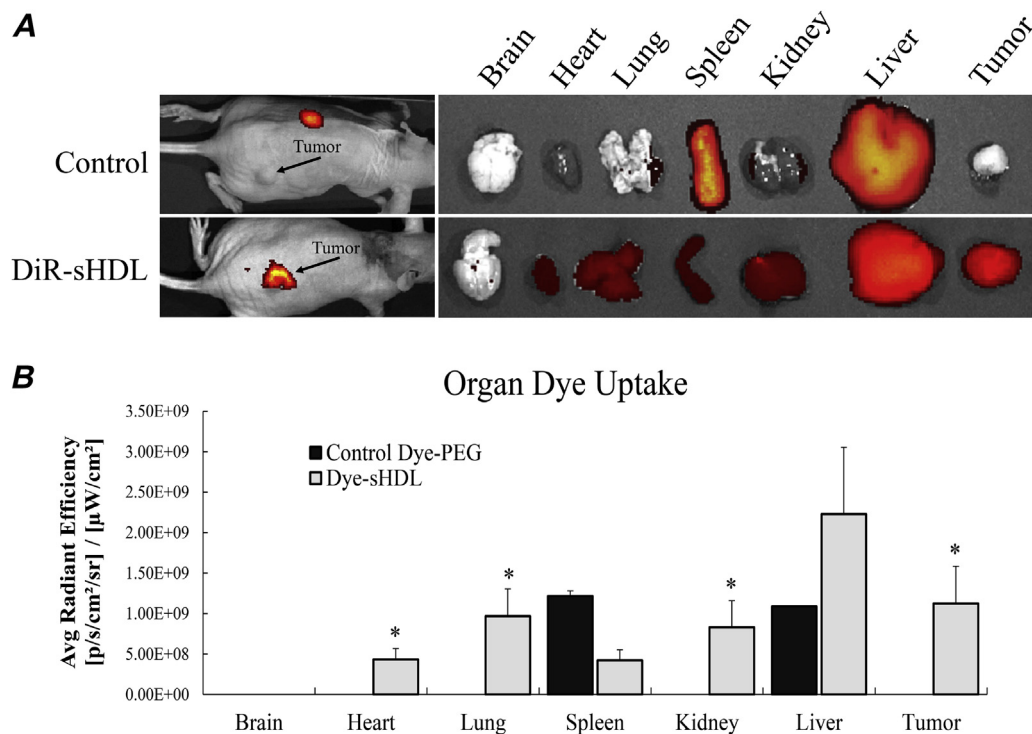 A
Brain Heart Lung Spleen Kidney Liver Tumor
Control
Tumor
DiR-sHDL
Tumor
B
Organ Dye Uptake
Avg Radiant Efficiency
[p/s/cm²/sr] / [µW/cm²]
3.50E+09
3.00E+09
2.50E+09
2.00E+09
1.50E+09
1.00E+09
5.00E+08
0.00E+00
Control Dye-PEG
Dye-sHDL
* * * *
Brain Heart Lung Spleen Kidney Liver Tumor